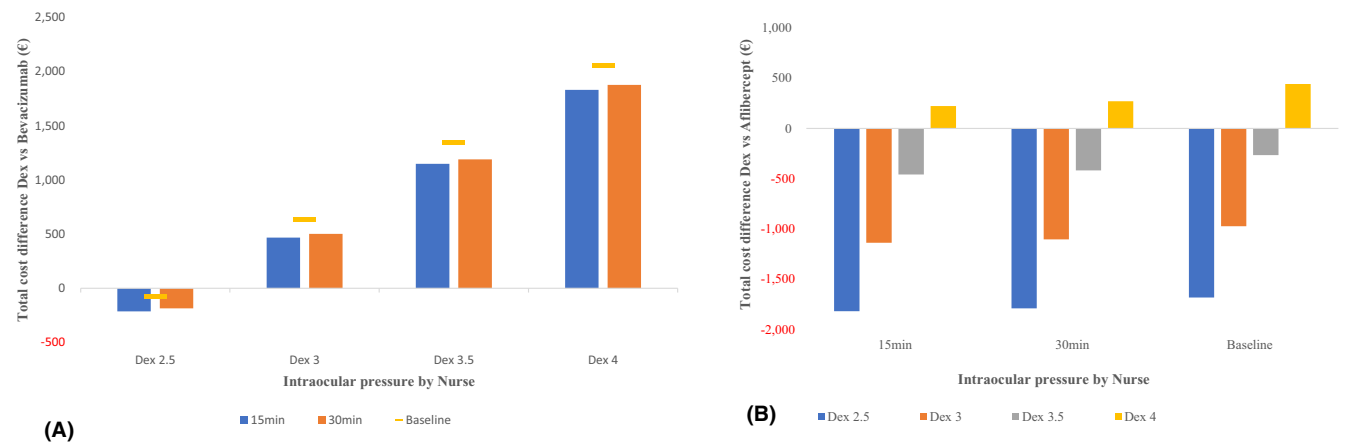 2,500
2,000
1,500
1,000
500
0
-500
Total cost difference Dex vs Bevacizumab (€)
Dex 2.5 Dex 3 Dex 3.5 Dex 4
Intraocular pressure by Nurse
15min 30min Baseline
(A)
1,000
500
0
-500
-1,000
-1,500
-2,000
Total cost difference Dex vs Aflibercept (€)
15min 30min Baseline
Intraocular pressure by Nurse
Dex 2.5 Dex 3 Dex 3.5 Dex 4
(B)